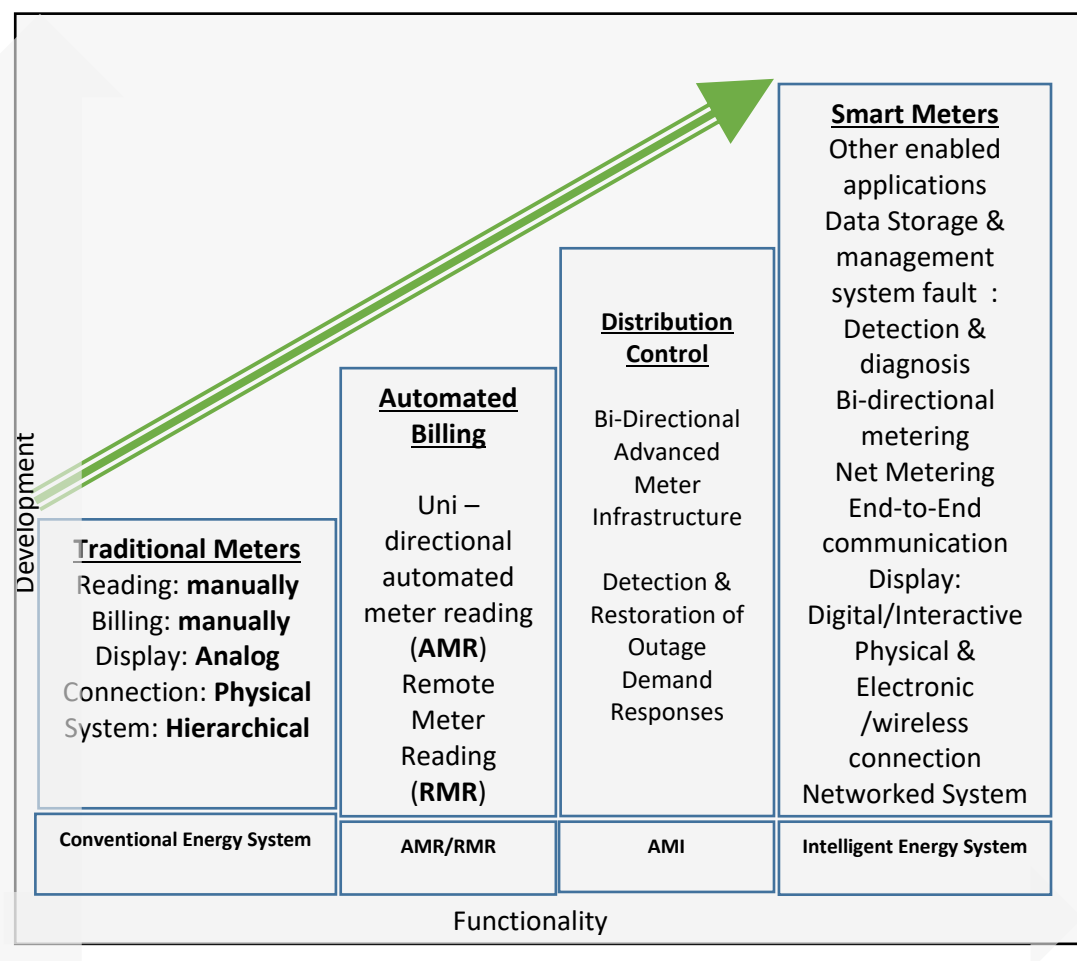 Development
Traditional Meters
Reading: manually
Billing: manually
Display: Analog
Connection: Physical
System: Hierarchical
Conventional Energy System
Automated
Billing
Uni –
directional
automated
meter reading
(AMR)
Remote
Meter
Reading
(RMR)
AMR/RMR
Distribution
Control
Bi-Directional
Advanced
Meter
Infrastructure
Detection &
Restoration of
Outage
Demand
Responses
AMI
Smart Meters
Other enabled
applications
Data Storage &
management
system fault :
Detection &
diagnosis
Bi-directional
metering
Net Metering
End-to-End
communication
Display:
Digital/Interactive
Physical &
Electronic
/wireless
connection
Networked System
Intelligent Energy System
Functionality